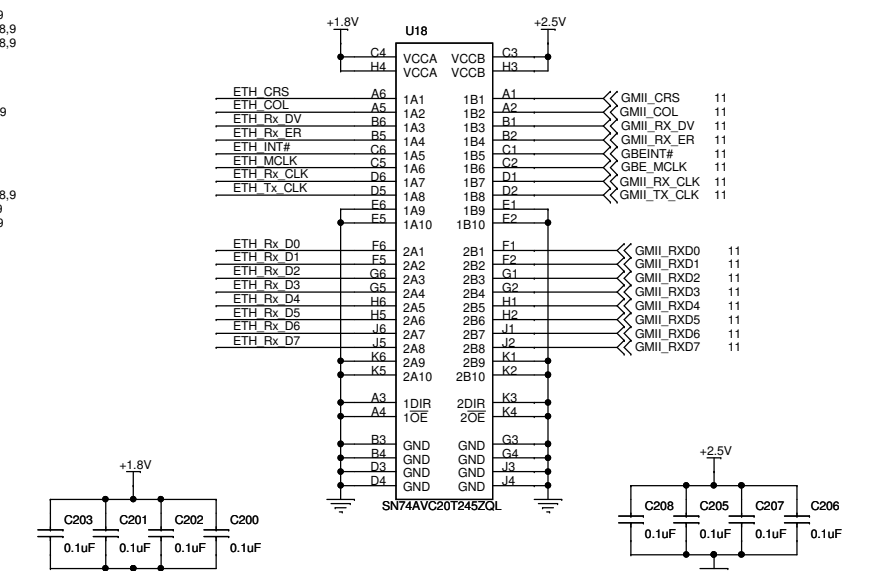 9
8,9
8,9
9
8,9
9
9
+1.8V
U18
+2.5V
C4 VCCA VCCB C3
H4 VCCA VCCB H3
ETH_CRS A6 1A1 1B1 A1 GMII_CRS 11
ETH_COL A5 1A2 1B2 A2 GMII_COL 11
ETH_Rx_DV B6 1A3 1B3 B1 GMII_RX_DV 11
ETH_Rx_ER B5 1A4 1B4 B2 GMII_RX_ER 11
ETH_INT# C6 1A5 1B5 C1 GBEINT# 11
ETH_MCLK C5 1A6 1B6 C2 GBE_MCLK 11
ETH_Rx_CLK D6 1A7 1B7 D1 GMII_RX_CLK 11
ETH_Tx_CLK D5 1A8 1B8 D2 GMII_TX_CLK 11
E6 1A9 1B9 E1
E5 1A10 1B10 E2
ETH_Rx_D0 F6 2A1 2B1 F1 GMII_RXD0 11
ETH_Rx_D1 F5 2A2 2B2 F2 GMII_RXD1 11
ETH_Rx_D2 G6 2A3 2B3 G1 GMII_RXD2 11
ETH_Rx_D3 G5 2A4 2B4 G2 GMII_RXD3 11
ETH_Rx_D4 H6 2A5 2B5 H1 GMII_RXD4 11
ETH_Rx_D5 H5 2A6 2B6 H2 GMII_RXD5 11
ETH_Rx_D6 J6 2A7 2B7 J1 GMII_RXD6 11
ETH_Rx_D7 J5 2A8 2B8 J2 GMII_RXD7 11
K6 2A9 2B9 K1
K5 2A10 2B10 K2
A3 1DIR 2DIR K3
A4 1OE 2OE K4
B3 GND GND G3
B4 GND GND G4
D3 GND GND J3
D4 GND GND J4
SN74AVC20T245ZQL
+1.8V
C203 C201 C202 C200
0.1uF 0.1uF 0.1uF 0.1uF
+2.5V
C208 C205 C207 C206
0.1uF 0.1uF 0.1uF 0.1uF